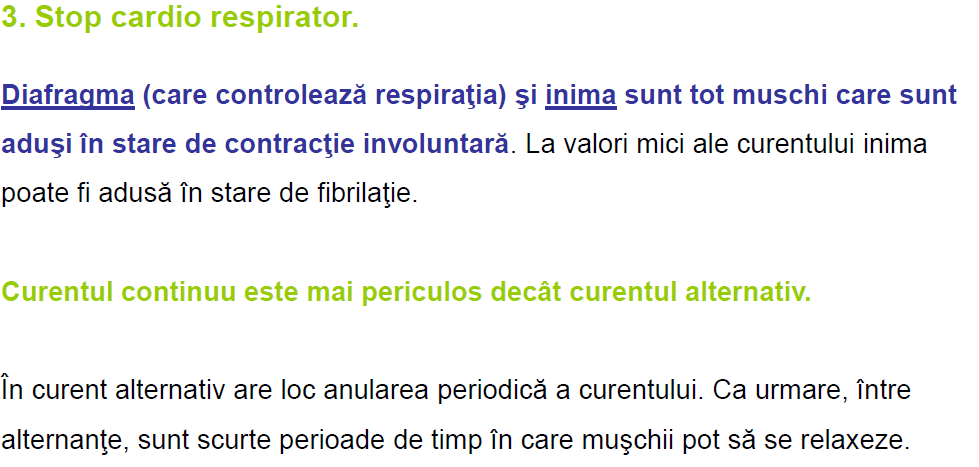 3. Stop cardio respirator.
Diafragma (care controlează respiraţia) şi inima sunt tot muschi care sunt
aduşi în stare de contracţie involuntară. La valori mici ale curentului inima
poate fi adusă în stare de fibrilaţie.
Curentul continuu este mai periculos decât curentul alternativ.
În curent alternativ are loc anularea periodică a curentului. Ca urmare, între
alternanţe, sunt scurte perioade de timp în care muşchii pot să se relaxeze.